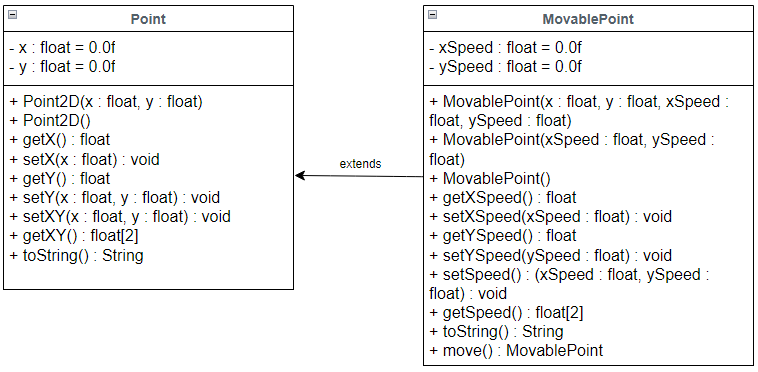 Point
- x : float = 0.0f
- y : float = 0.0f
+ Point2D(x : float, y : float)
+ Point2D()
+ getX() : float
+ setX(x : float) : void
+ getY() : float
+ setY(x : float, y : float) : void
+ setXY(x : float, y : float) : void
+ getXY() : float[2]
+ toString() : String
extends
MovablePoint
- xSpeed : float = 0.0f
- ySpeed : float = 0.0f
+ MovablePoint(x : float, y : float, xSpeed :
float, ySpeed : float)
+ MovablePoint(xSpeed : float, ySpeed :
float)
+ MovablePoint()
+ getXSpeed() : float
+ setXSpeed(xSpeed : float) : void
+ getYSpeed() : float
+ setYSpeed(ySpeed : float) : void
+ setSpeed() : (xSpeed : float, ySpeed :
float) : void
+ getSpeed() : float[2]
+ toString() : String
+ move() : MovablePoint